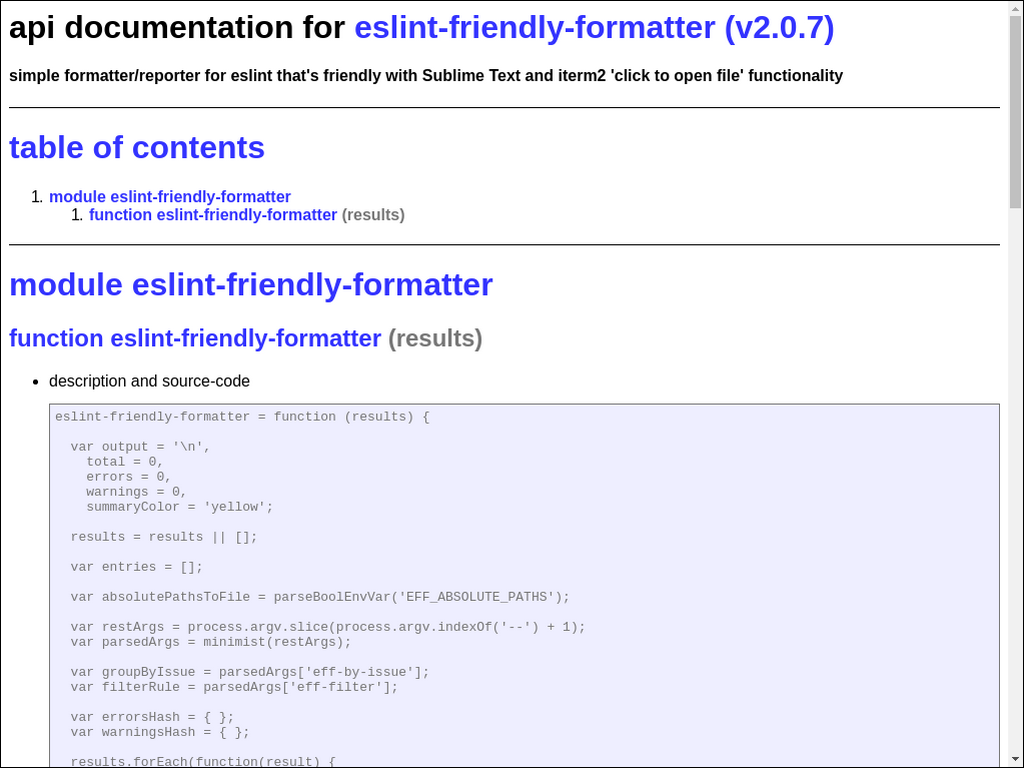 api documentation for eslint-friendly-formatter (v2.0.7)
simple formatter/reporter for eslint that's friendly with Sublime Text and iterm2 'click to open file' functionality
table of contents
1. module eslint-friendly-formatter
1. function eslint-friendly-formatter (results)
module eslint-friendly-formatter
function eslint-friendly-formatter (results)
• description and source-code
eslint-friendly-formatter = function (results) {
  var output = '\n',
    total = 0,
    errors = 0,
    warnings = 0,
    summaryColor = 'yellow';
  results = results || [];
  var entries = [];
  var absolutePathsToFile = parseBoolEnvVar('EFF_ABSOLUTE_PATHS');
  var restArgs = process.argv.slice(process.argv.indexOf('--') + 1);
  var parsedArgs = minimist(restArgs);
  var groupByIssue = parsedArgs['eff-by-issue'];
  var filterRule = parsedArgs['eff-filter'];
  var errorsHash = { };
  var warningsHash = { };
  results.forEach(function(result) {